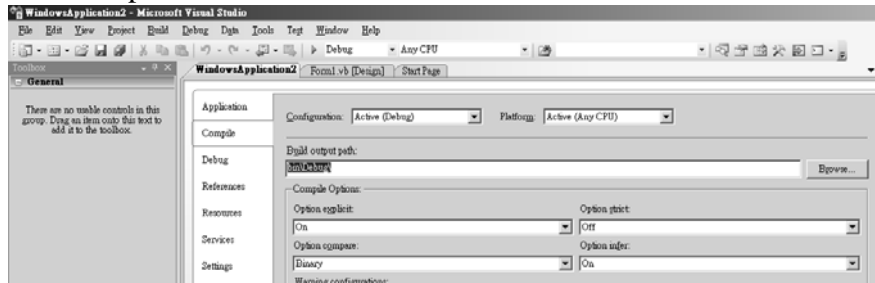 WindowsApplication2 - Microsoft Visual Studio
File Edit View Project Build Debug Data Tools Test Window Help
Debug Any CPU
Toolbox
WindowsApplication2 Form1.vb [Design] Start Page
General
There are no usable controls in this
group. Drag an item onto this text to
add it to the toolbox.
Application
Compile
Debug
References
Resources
Services
Settings
Configuration: Active (Debug) Platform: Active (Any CPU)
Build output path:
bin\Debug\ Browse...
Compile Options:
Option explicit: Option strict:
On Off
Option compare: Option infer:
Binary On
Warning configurations: